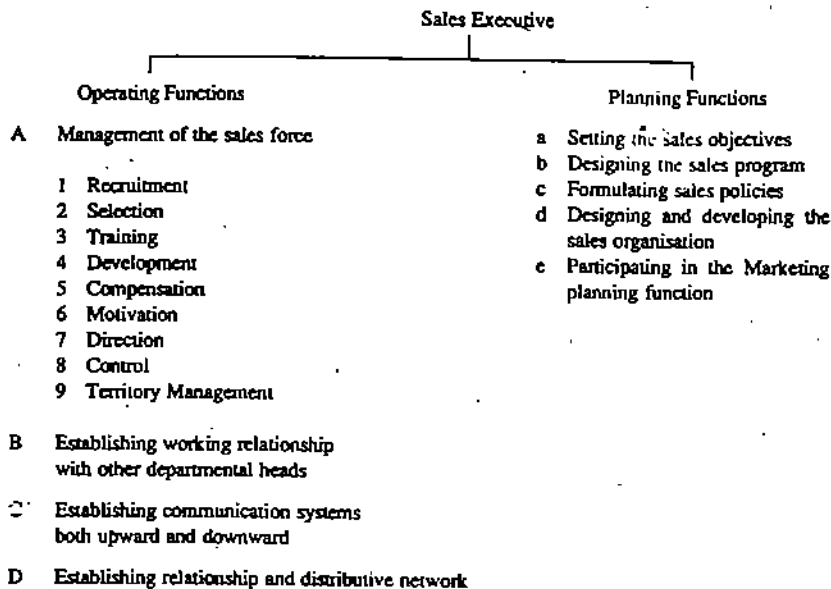 Sales Executive
Operating Functions
A Management of the sales force
1 Recruitment
2 Selection
3 Training
4 Development
5 Compensation
6 Motivation
7 Direction
8 Control
9 Territory Management
B Establishing working relationship
with other departmental heads
Establishing communication systems
both upward and downward
D Establishing relationship and distributive network
Planning Functions
a Setting the sales objectives
b Designing the sales program
c Formulating sales policies
d Designing and developing the
sales organisation
e Participating in the Marketing
planning function